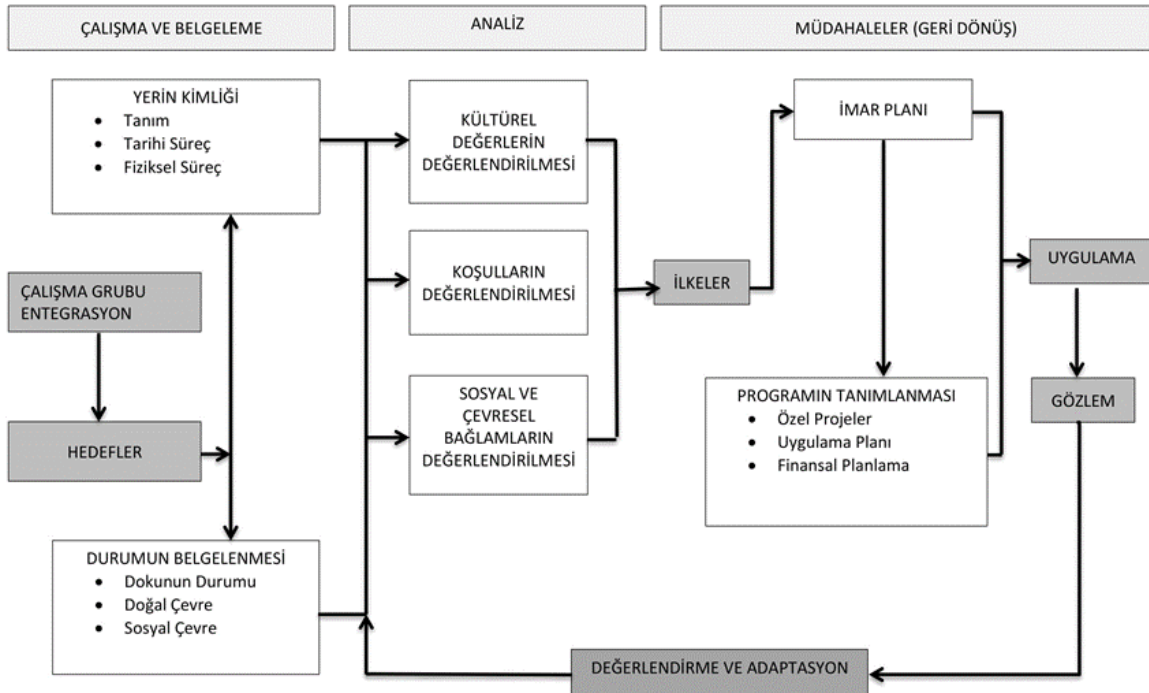 ÇALIŞMA VE BELGELEME
ANALİZ
MÜDAHALELER (GERİ DÖNÜŞ)
YERİN KİMLİĞİ
• Tanım
• Tarihi Süreç
• Fiziksel Süreç
ÇALIŞMA GRUBU
ENTEGRASYON
HEDEFLER
DURUMUN BELGELENMESİ
• Dokunun Durumu
• Doğal Çevre
• Sosyal Çevre
KÜLTÜREL
DEĞERLERİN
DEĞERLENDİRİLMESİ
KOŞULLARIN
DEĞERLENDİRİLMESİ
SOSYAL VE
ÇEVRESEL
BAĞLAMLARIN
DEĞERLENDİRİLMESİ
İLKELER
İMAR PLANI
PROGRAMIN TANIMLANMASI
• Özel Projeler
• Uygulama Planı
• Finansal Planlama
UYGULAMA
GÖZLEM
DEĞERLENDİRME VE ADAPTASYON